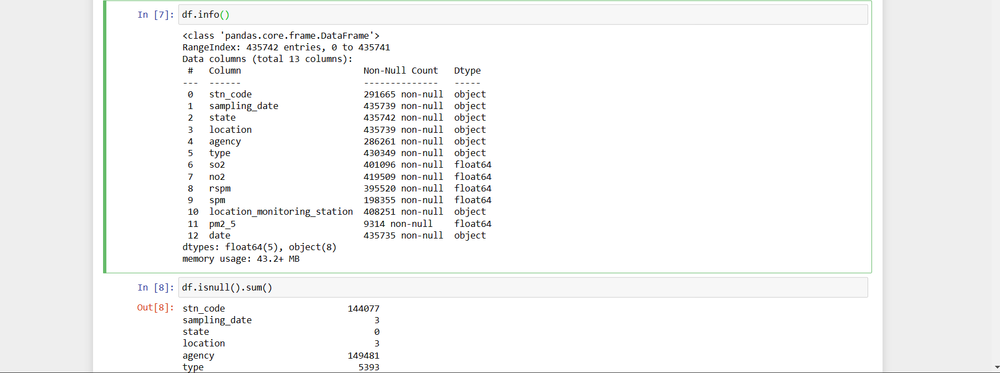 In [7]: df.info()
<class 'pandas.core.frame.DataFrame'>
RangeIndex: 435742 entries, 0 to 435741
Data columns (total 13 columns):
 #   Column                       Non-Null Count   Dtype
---  ------                       --------------   -----
 0   stn_code                     291665 non-null  object
 1   sampling_date                435739 non-null  object
 2   state                        435742 non-null  object
 3   location                     435739 non-null  object
 4   agency                       286261 non-null  object
 5   type                         430349 non-null  object
 6   so2                          401096 non-null  float64
 7   no2                          419509 non-null  float64
 8   rspm                         395520 non-null  float64
 9   spm                          198355 non-null  float64
 10  location_monitoring_station  408251 non-null  object
 11  pm2_5                        9314 non-null    float64
 12  date                         435735 non-null  object
dtypes: float64(5), object(8)
memory usage: 43.2+ MB
In [8]: df.isnull().sum()
Out[8]: stn_code                       144077
sampling_date                       3
state                               0
location                            3
agency                         149481
type                             5393